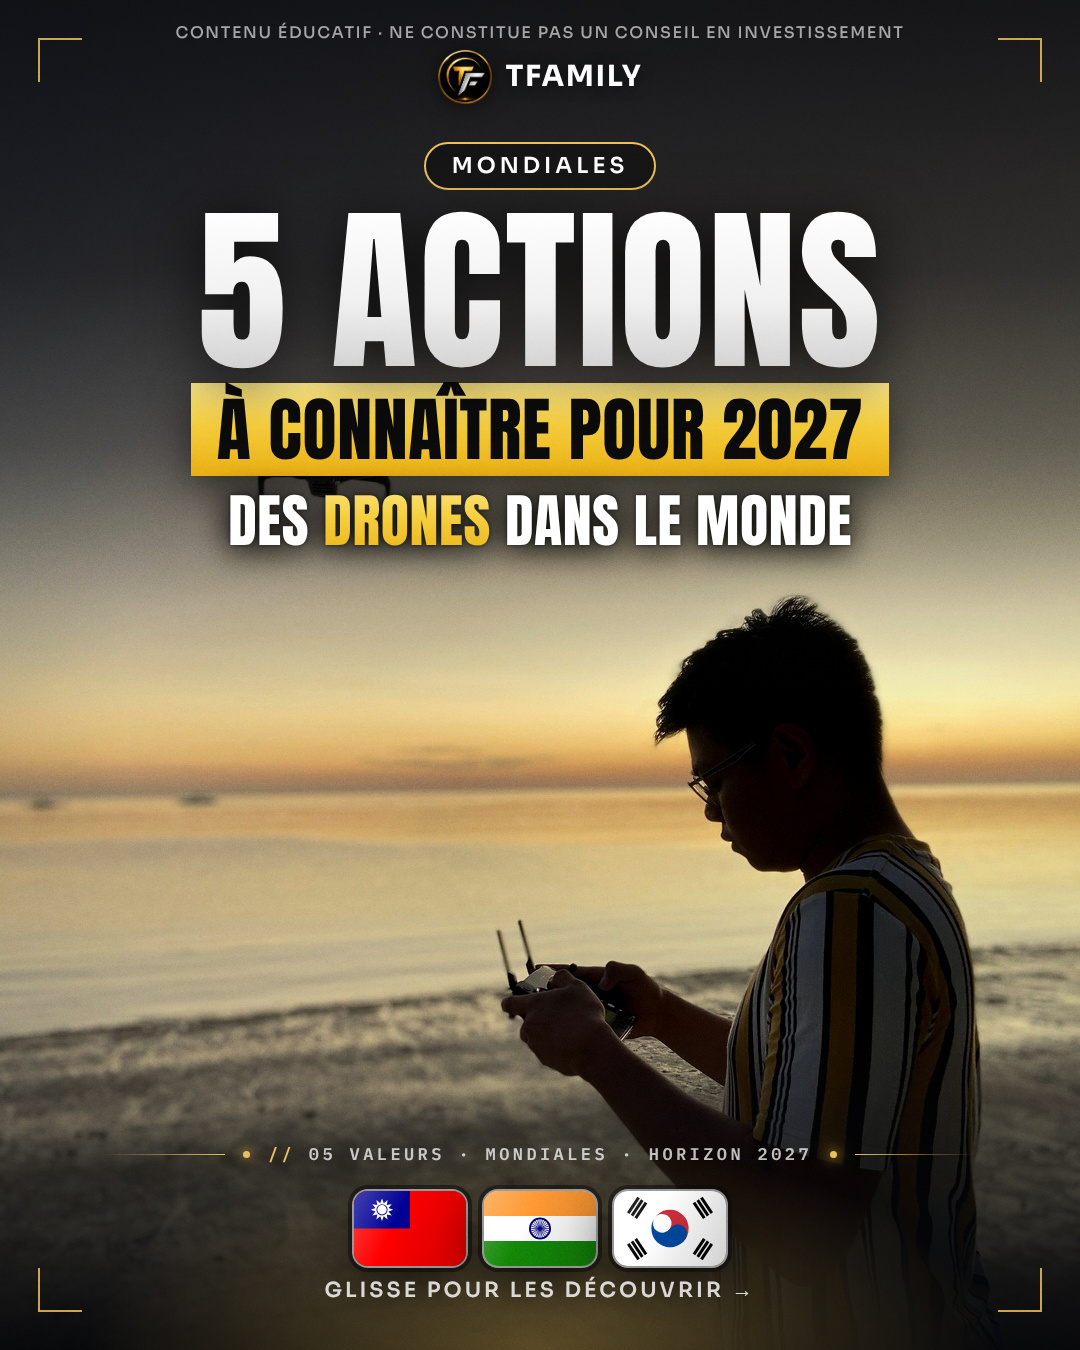 CONTENU ÉDUCATIF · NE CONSTITUE PAS UN CONSEIL EN INVESTISSEMENT
TF TFAMILY
MONDIALES
5 ACTIONS
À CONNAÎTRE POUR 2027
DES DRONES DANS LE MONDE
// 05 VALEURS · MONDIALES · HORIZON 2027
GLISSE POUR LES DÉCOUVRIR →